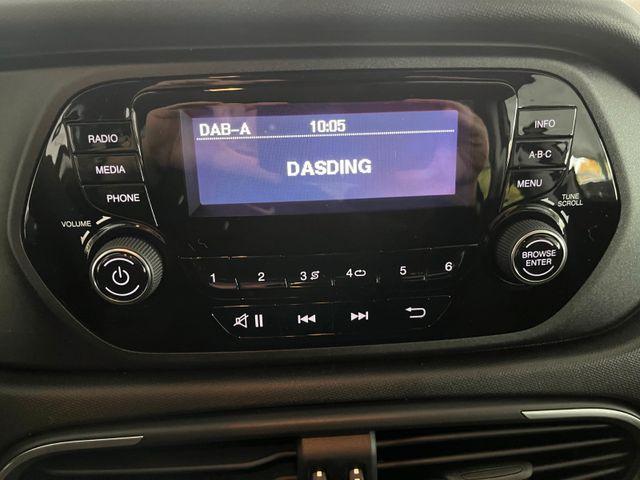 DAB-A 10:05
DASDING
RADIO
MEDIA
PHONE
VOLUME
INFO
A·B·C
MENU
TUNE
SCROLL
BROWSE
ENTER
1 2 3 4 5 6